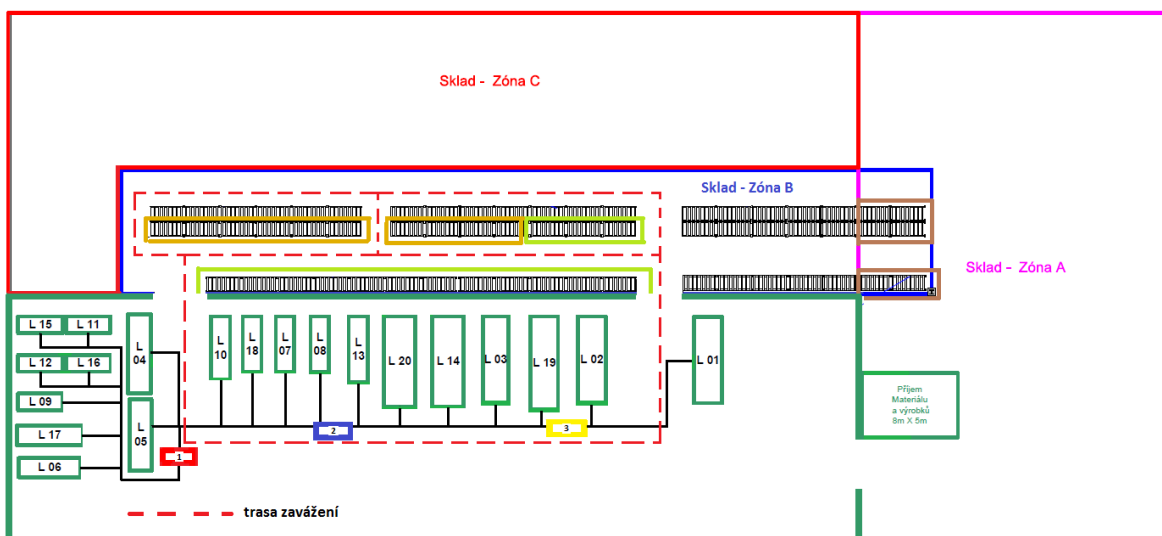 Sklad - Zóna C
Sklad - Zóna B
Sklad - Zóna A
L 15
L 11
L
04
L
10
L
18
L
07
L
08
L
13
L 20
L 14
L 03
L 19
L 02
L 01
L 12
L 16
L 09
L
05
L 17
L 06
1
2
3
Příjem
Materiálu
a výrobků
8m X 5m
trasa zavážení